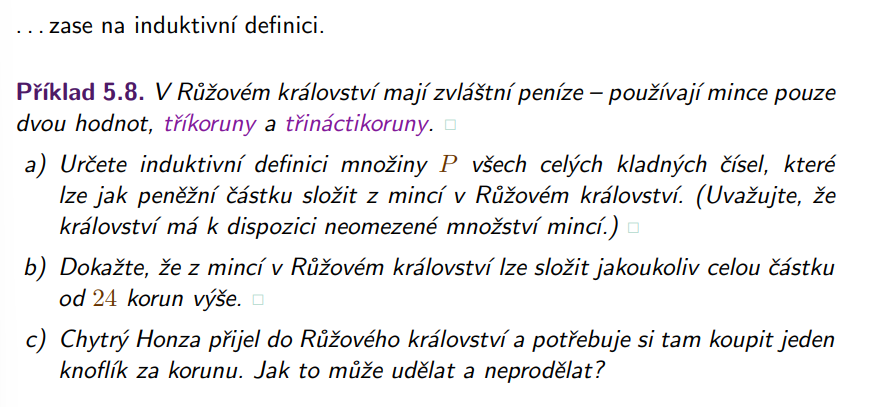 ...zase na induktivní definici.
Příklad 5.8. V Růžovém království mají zvláštní peníze – používají mince pouze
dvou hodnot, tříkoruny a třináctikoruny.
a) Určete induktivní definici množiny P všech celých kladných čísel, které
lze jak peněžní částku složit z mincí v Růžovém království. (Uvažujte, že
království má k dispozici neomezené množství mincí.)
b) Dokažte, že z mincí v Růžovém království lze složit jakoukoliv celou částku
od 24 korun výše.
c) Chytrý Honza přijel do Růžového království a potřebuje si tam koupit jeden
knoflík za korunu. Jak to může udělat a neprodělat?